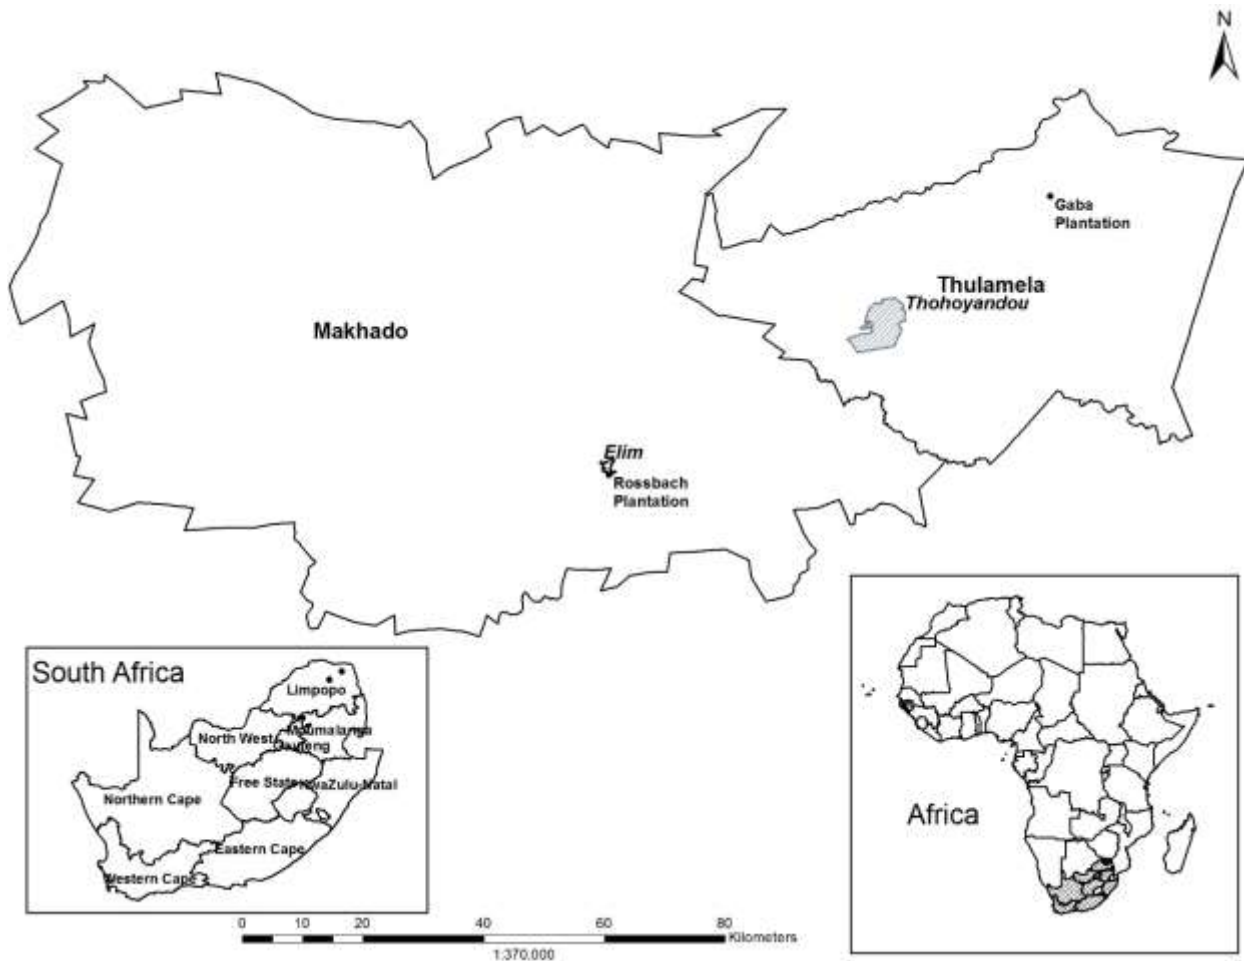 N
Gaba
Plantation
Thulamela
Thohoyandou
Makhado
Elim
Rossbach
Plantation
South Africa
Limpopo
Mpumalanga
North West
Gauteng
Free State
KwaZulu-Natal
Northern Cape
Eastern Cape
Western Cape
Africa
0 10 20 40 60 80
Kilometers
1:370,000